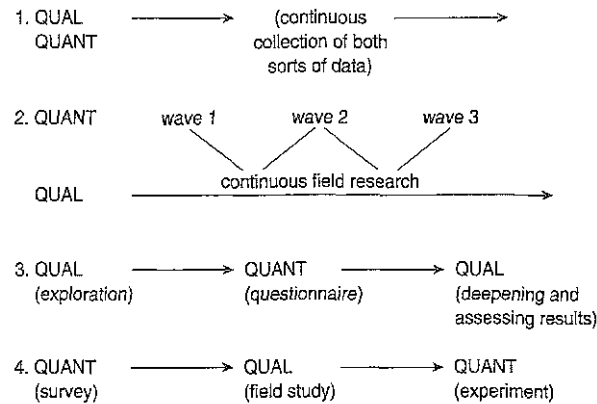 1. QUAL (continuous
QUANT collection of both
sorts of data)
2. QUANT wave 1 wave 2 wave 3
continuous field research
QUAL
3. QUAL QUANT QUAL
(exploration) (questionnaire) (deepening and
assessing results)
4. QUANT QUAL QUANT
(survey) (field study) (experiment)